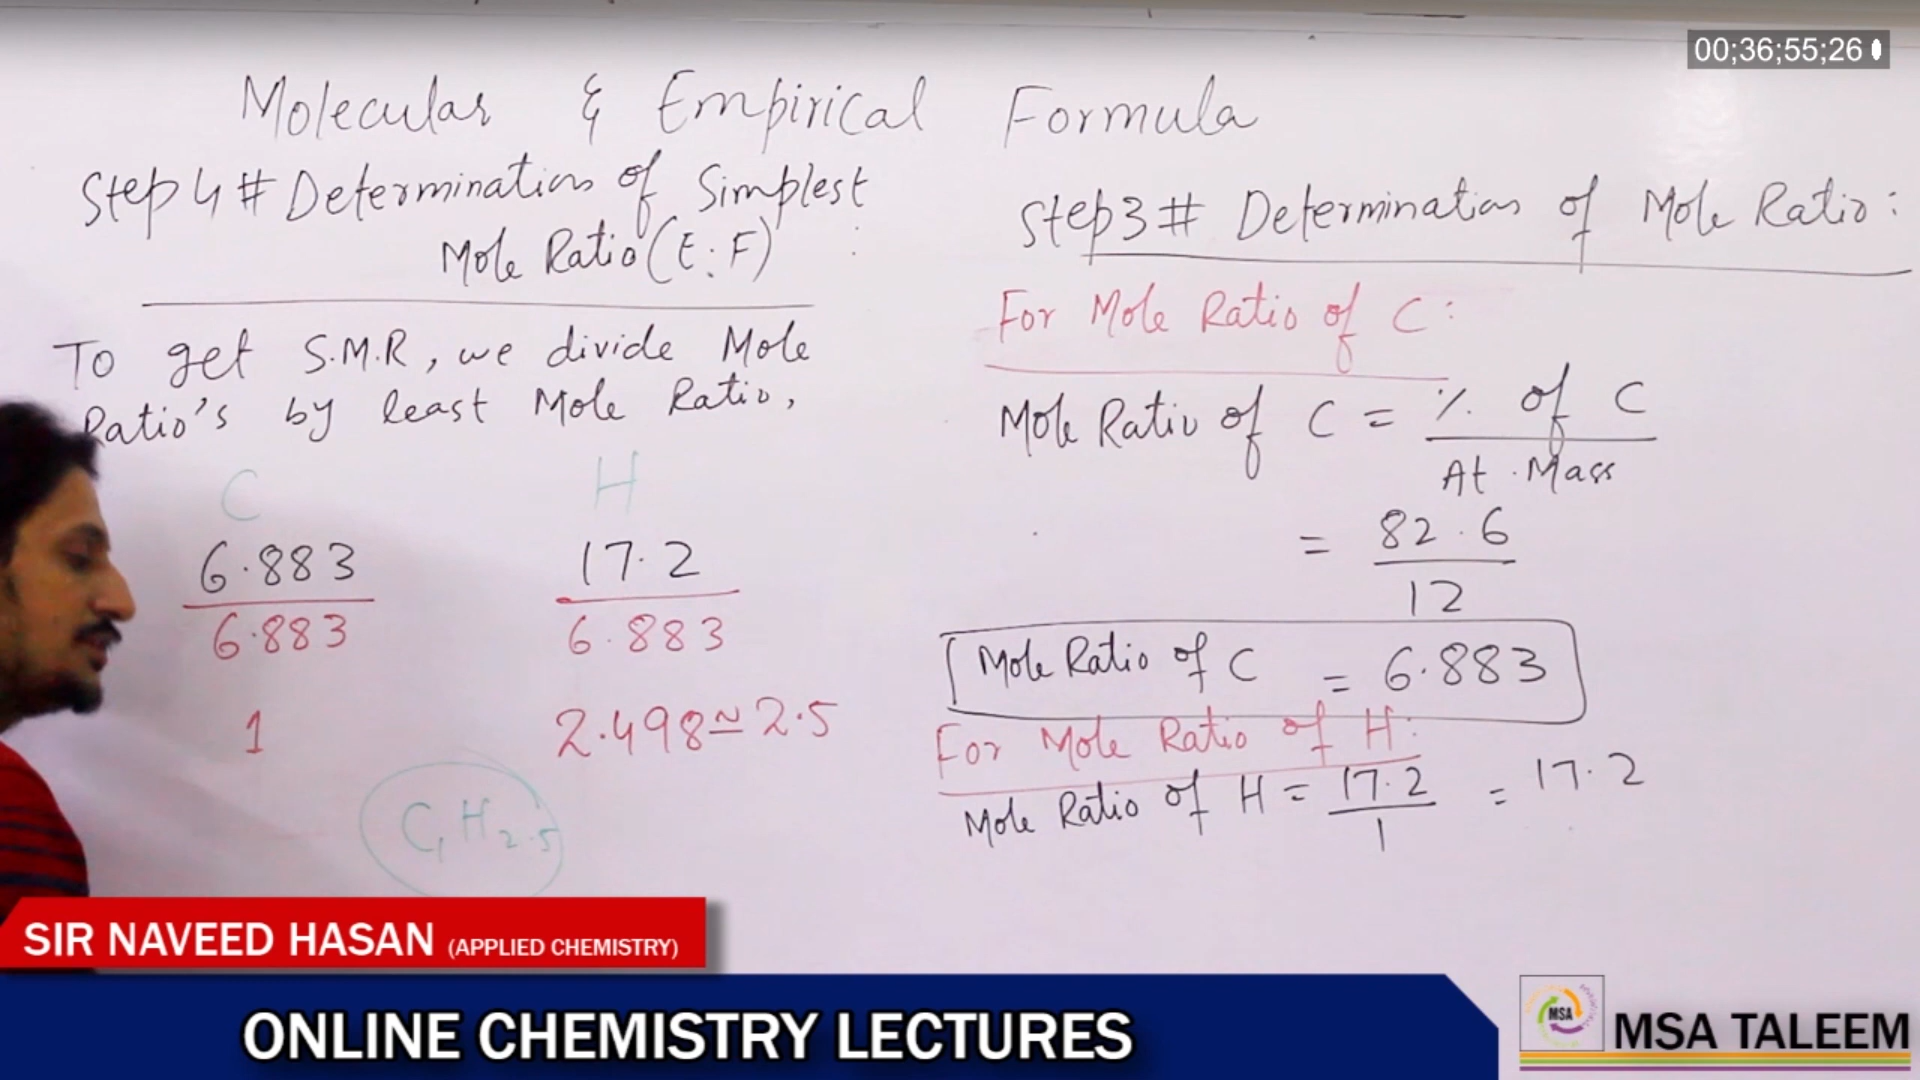 00;36;55;26
Molecular & Empirical Formula
Step 4 # Determination of Simplest
Mole Ratio (E.F) :
To get S.M.R, we divide Mole
Ratio's by least Mole Ratio,
C H
6.883 17.2
6.883 6.883
1 2.498 ≃ 2.5
C1H2.5
Step3 # Determination of Mole Ratio:
For Mole Ratio of C:
Mole Ratio of C = % of C
At. Mass
= 82.6
12
Mole Ratio of C = 6.883
For Mole Ratio of H:
Mole Ratio of H = 17.2 = 17.2
1
SIR NAVEED HASAN (APPLIED CHEMISTRY)
ONLINE CHEMISTRY LECTURES
MSA
MSA TALEEM